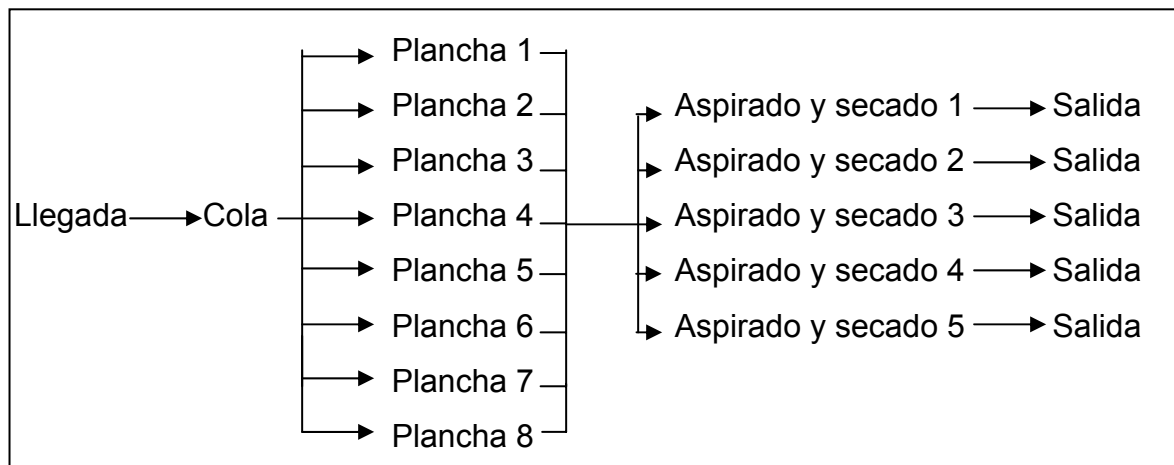 Llegada
Cola
Plancha 1
Plancha 2
Plancha 3
Plancha 4
Plancha 5
Plancha 6
Plancha 7
Plancha 8
Aspirado y secado 1
Salida
Aspirado y secado 2
Salida
Aspirado y secado 3
Salida
Aspirado y secado 4
Salida
Aspirado y secado 5
Salida